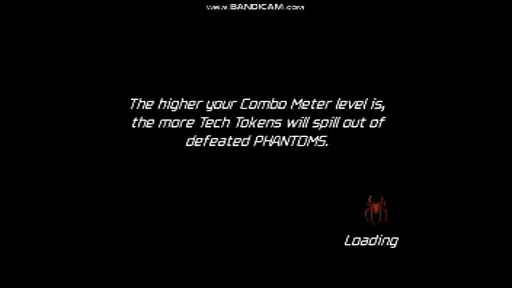 www.BANDICAM.com
The higher your Combo Meter level is,
the more Tech Tokens will spill out of
defeated PHANTOMS.
Loading